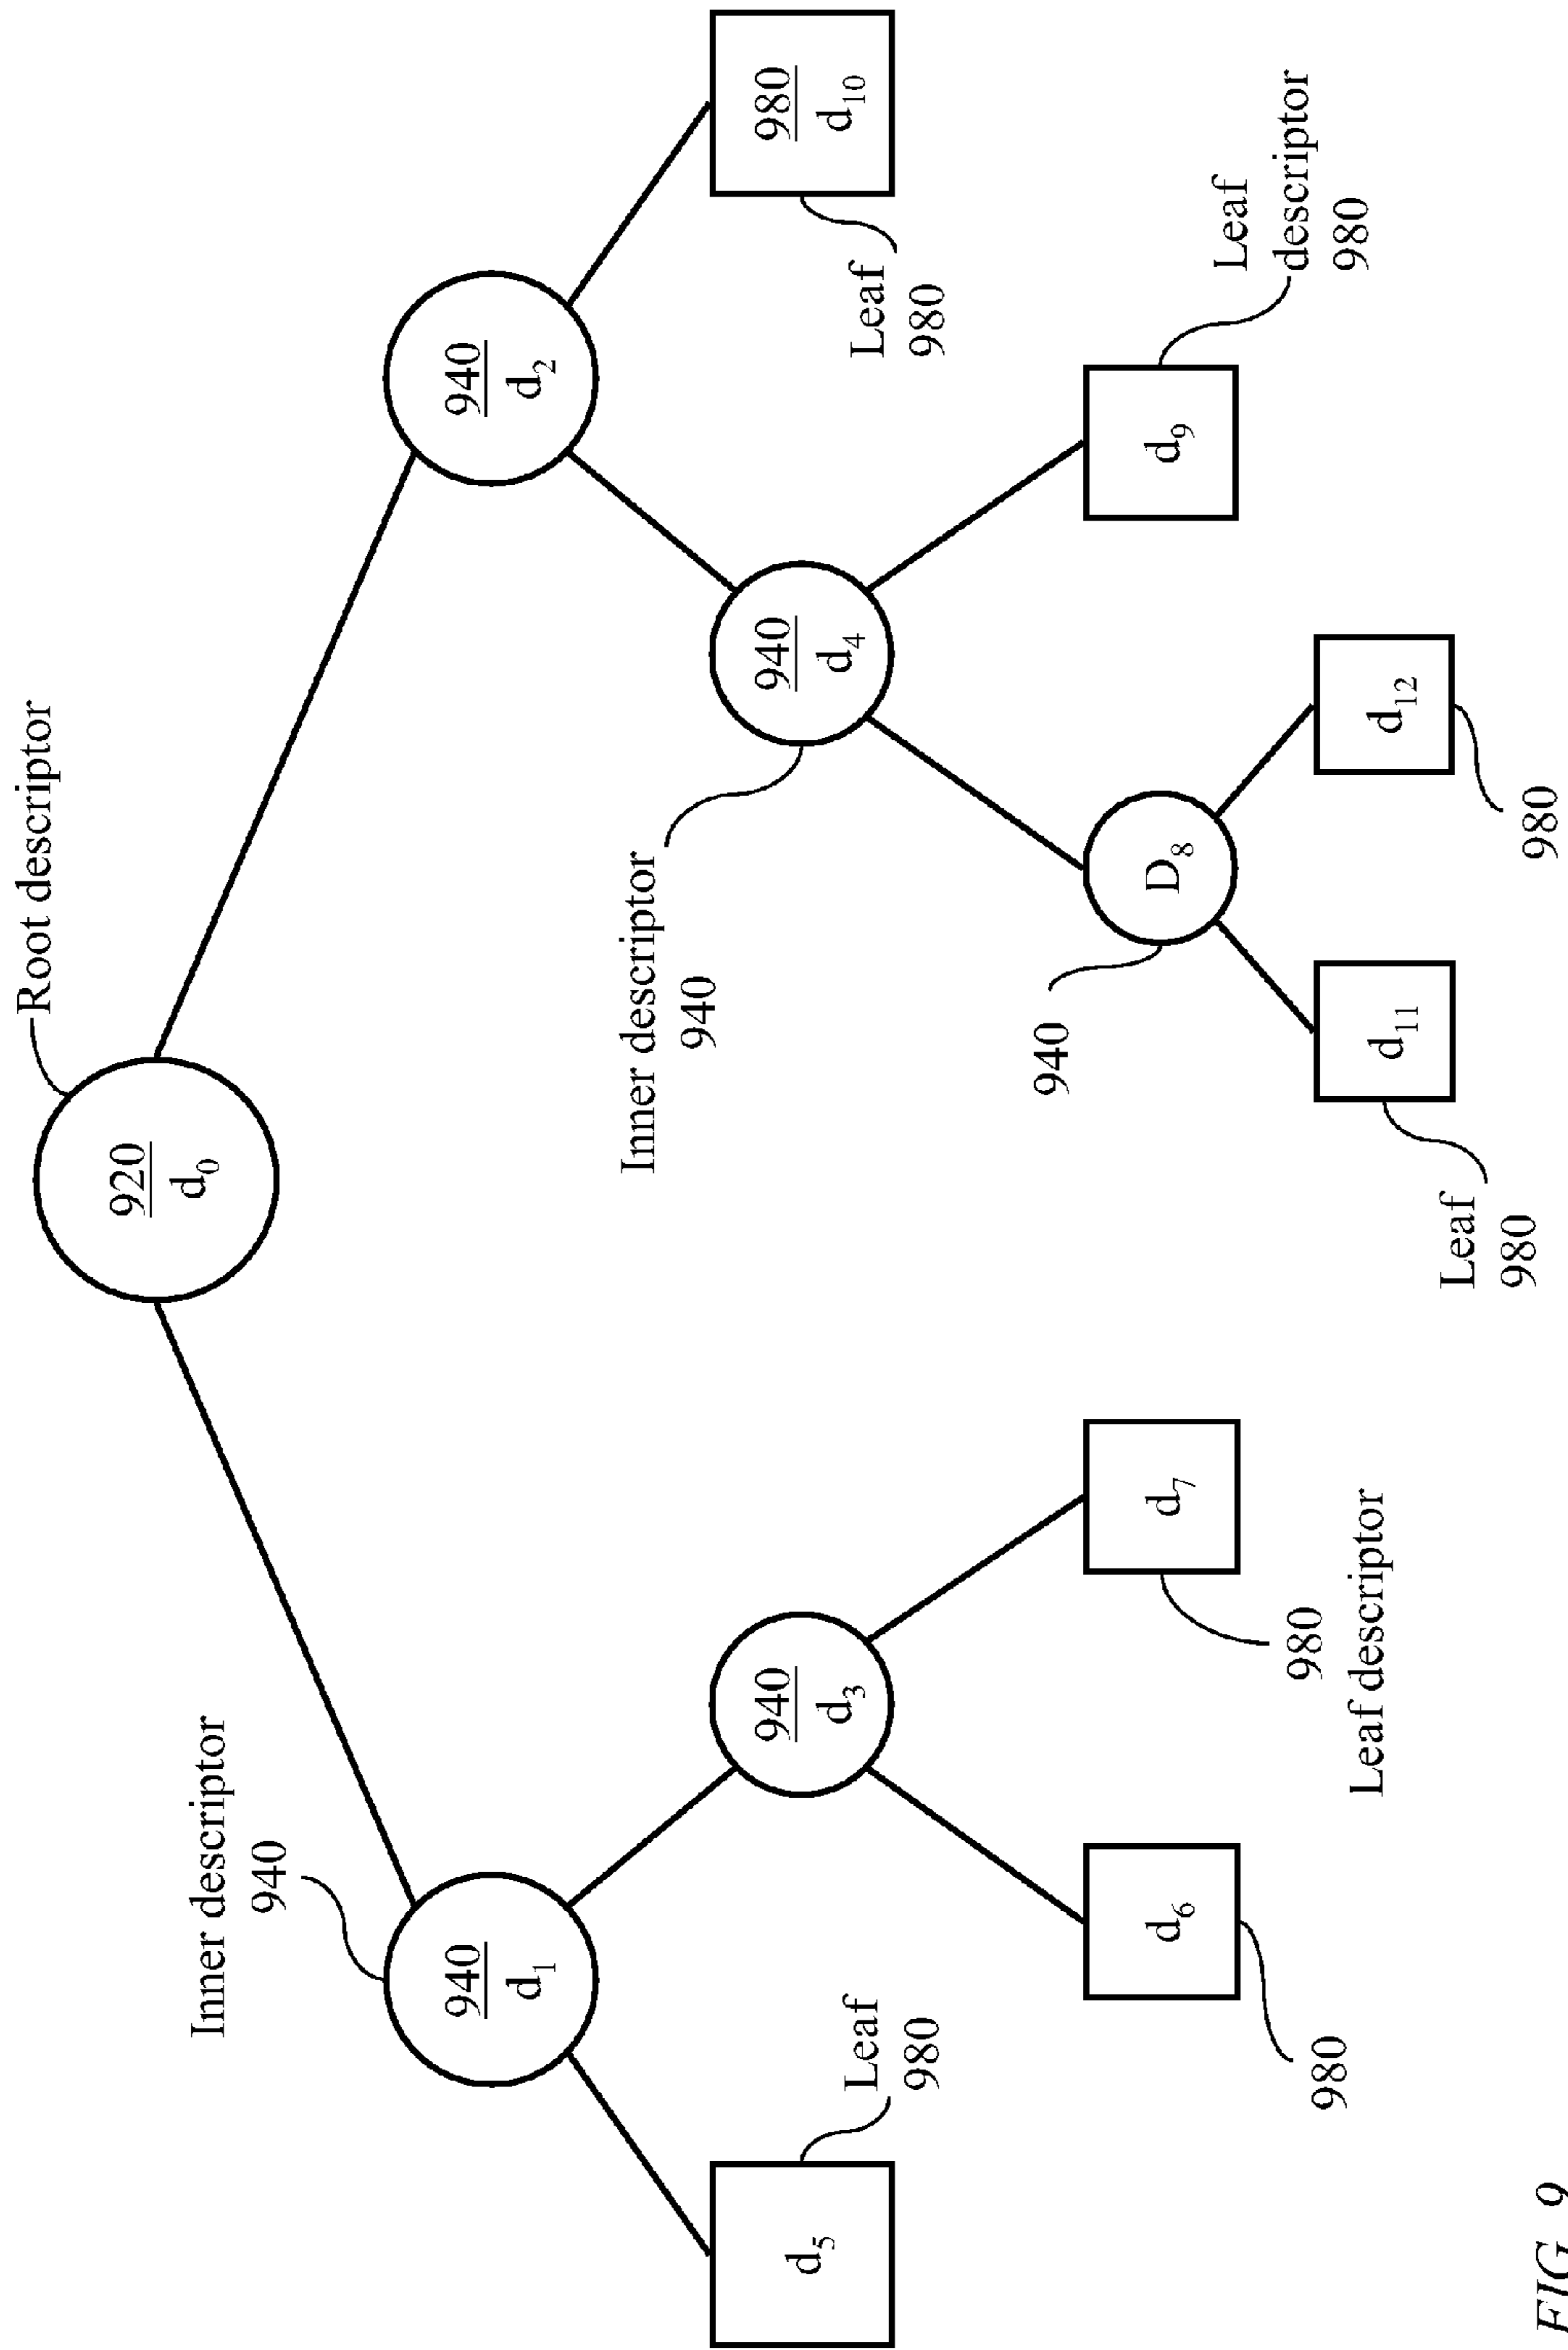 Root descriptor
920
d₀
Inner descriptor
940
940
d₁
940
d₂
Leaf
980
d₅
940
d₃
Inner descriptor
940
940
d₄
980
d₁₀
Leaf
980
d₆
980
d₇
980
Leaf descriptor
940
D₈
d₉
Leaf
descriptor
980
d₁₁
Leaf
980
d₁₂
980
FIG. 9